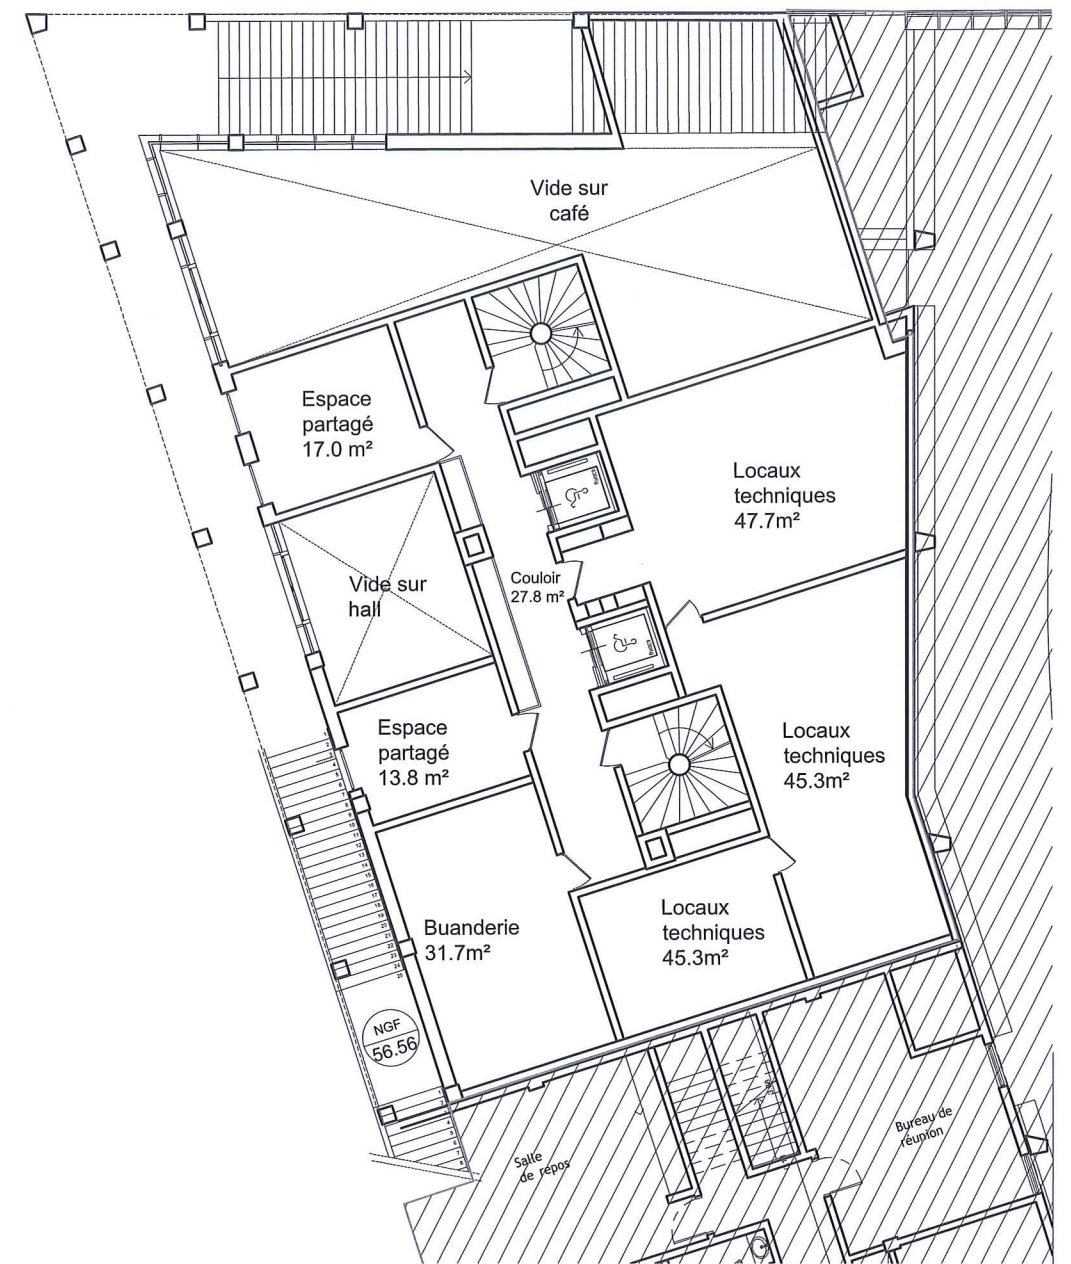 Vide sur
café
Espace
partagé
17.0 m²
Locaux
techniques
47.7m²
Couloir
27.8 m²
Vide sur
hall
Espace
partagé
13.8 m²
Locaux
techniques
45.3m²
Buanderie
31.7m²
Locaux
techniques
45.3m²
NGF
56.56
Bureau de
réunion
Salle
de repos